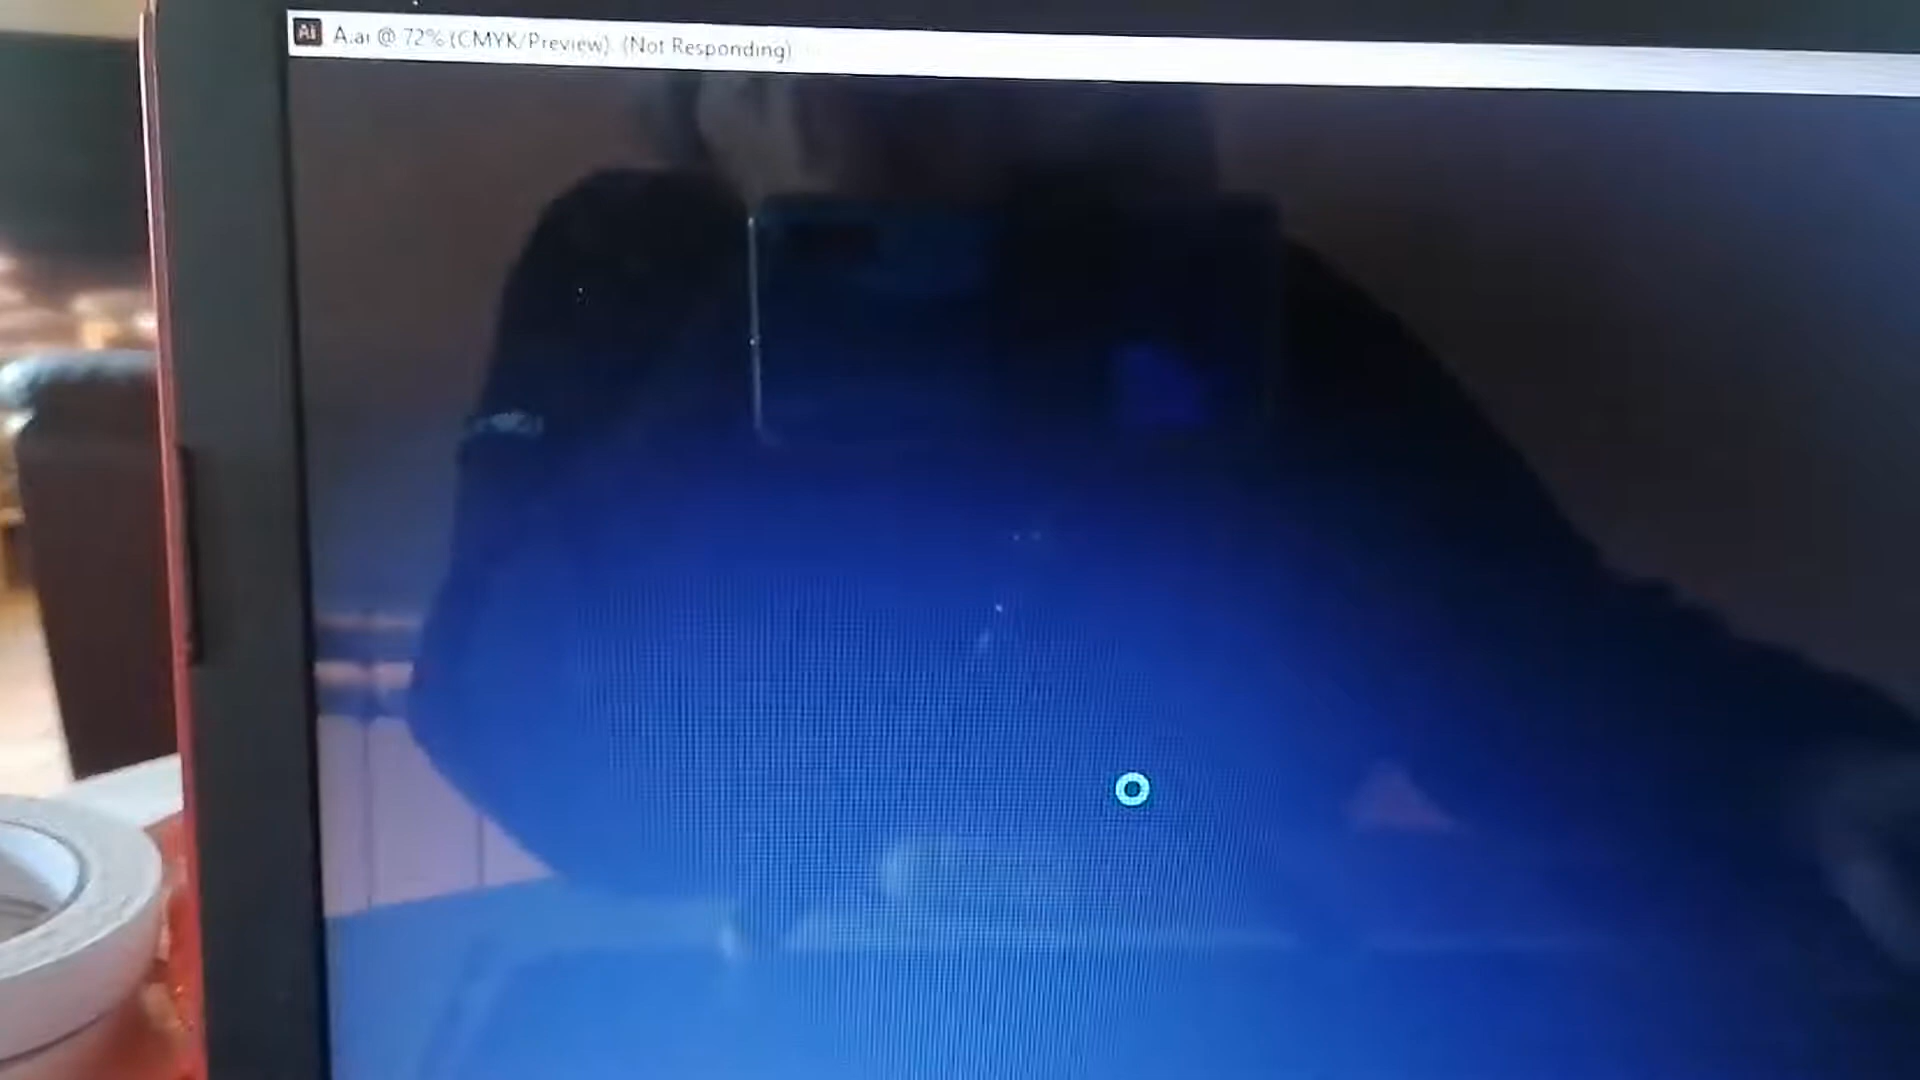 Ai A.ai @ 72% (CMYK/Preview) (Not Responding)